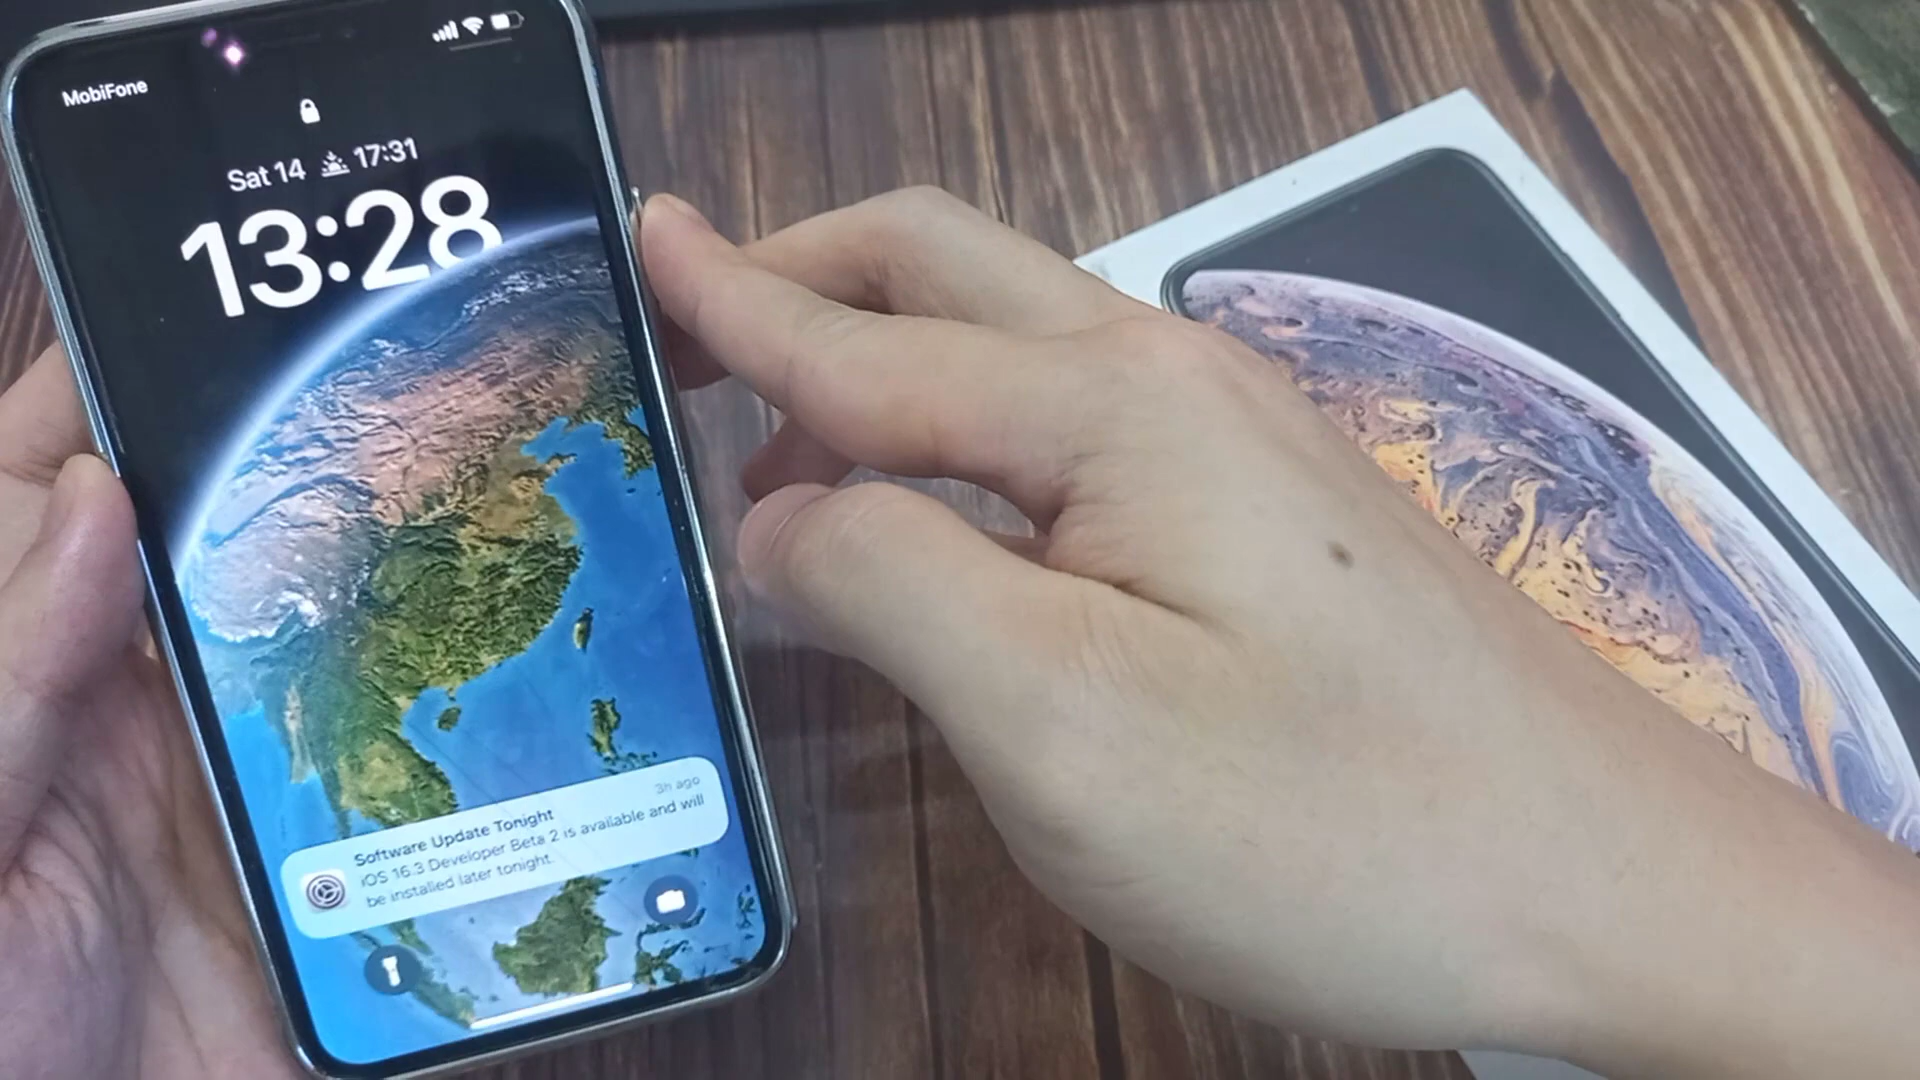 MobiFone
Sat 14 17:31
13:28
3h ago
Software Update Tonight
iOS 16.3 Developer Beta 2 is available and will
be installed later tonight.